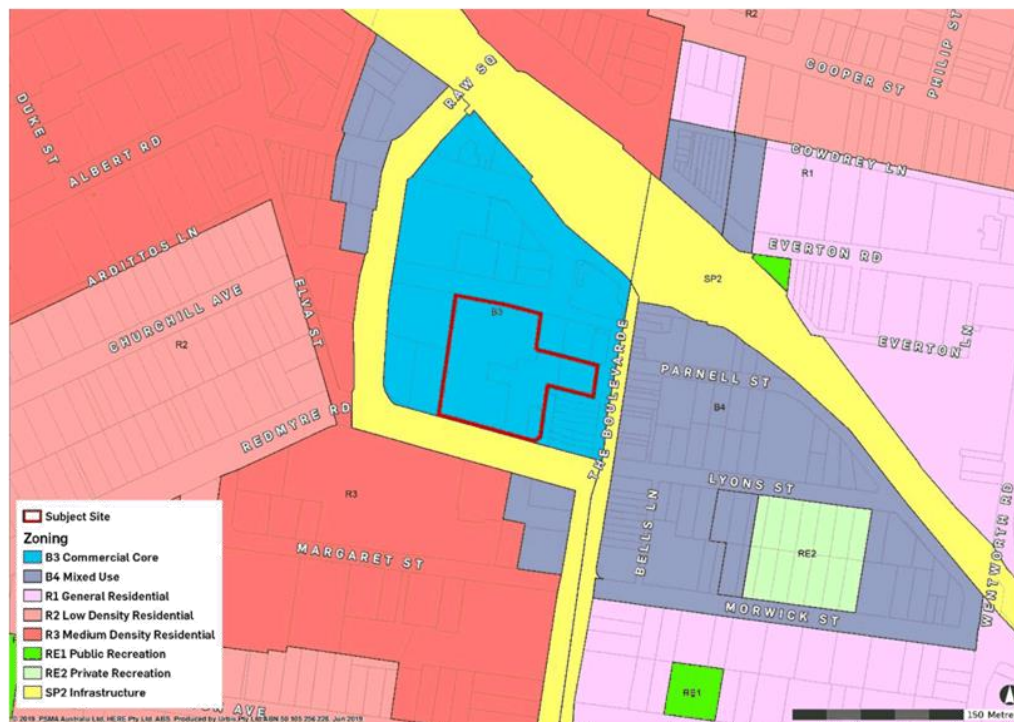 R2
COOPER ST
PHILIP ST
RAW SQ
DUKE ST
ALBERT RD
COWDREY LN
R1
ARDITTOS LN
EVERTON RD
SP2
ELVA ST
CHURCHILL AVE
R2
B3
THE BOULEVARDE
EVERTON LN
PARNELL ST
B4
REDMYRE RD
LYONS ST
R3
BELLS LN
WENTWORTH RD
MARGARET ST
RE2
MORWICK ST
RE1
Subject Site
Zoning
B3 Commercial Core
B4 Mixed Use
R1 General Residential
R2 Low Density Residential
R3 Medium Density Residential
RE1 Public Recreation
RE2 Private Recreation
SP2 Infrastructure
AVE
150 Metre